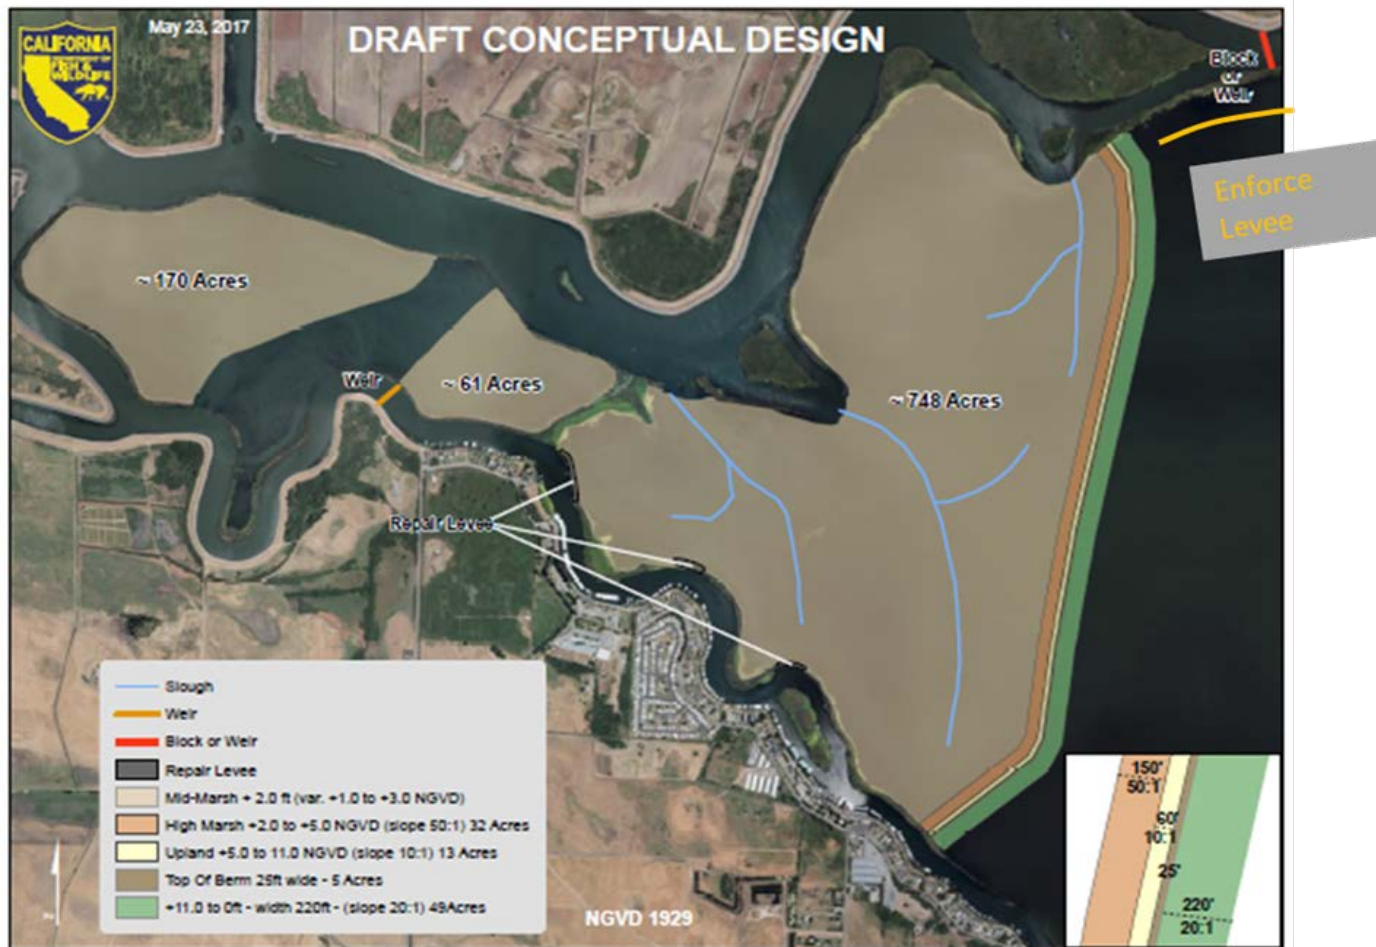 May 23, 2017
DRAFT CONCEPTUAL DESIGN
CALIFORNIA
FISH &
WILDLIFE
Block
or
Weir
Enforce
Levee
~ 170 Acres
~ 61 Acres
~ 748 Acres
Weir
Repair Levee
Slough
Weir
Block or Weir
Repair Levee
Mid-Marsh + 2.0 ft (var. +1.0 to +3.0 NGVD)
High Marsh +2.0 to +5.0 NGVD (slope 50:1) 32 Acres
Upland +5.0 to 11.0 NGVD (slope 10:1) 13 Acres
Top Of Berm 25ft wide - 5 Acres
+11.0 to 0ft - width 220ft - (slope 20:1) 49Acres
NGVD 1929
150'
50:1
60'
10:1
25'
220'
20:1